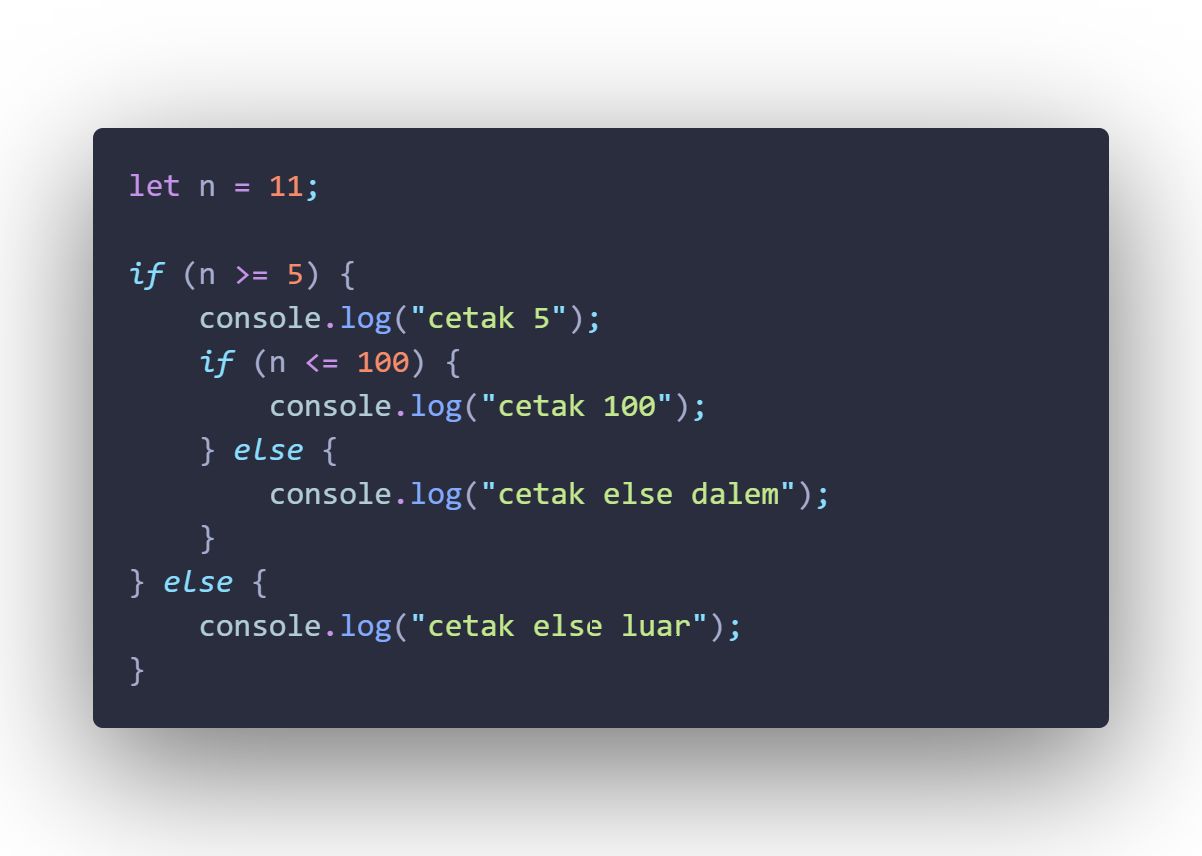 let n = 11;

if (n >= 5) {
    console.log("cetak 5");
    if (n <= 100) {
        console.log("cetak 100");
    } else {
        console.log("cetak else dalem");
    }
} else {
    console.log("cetak else luar");
}